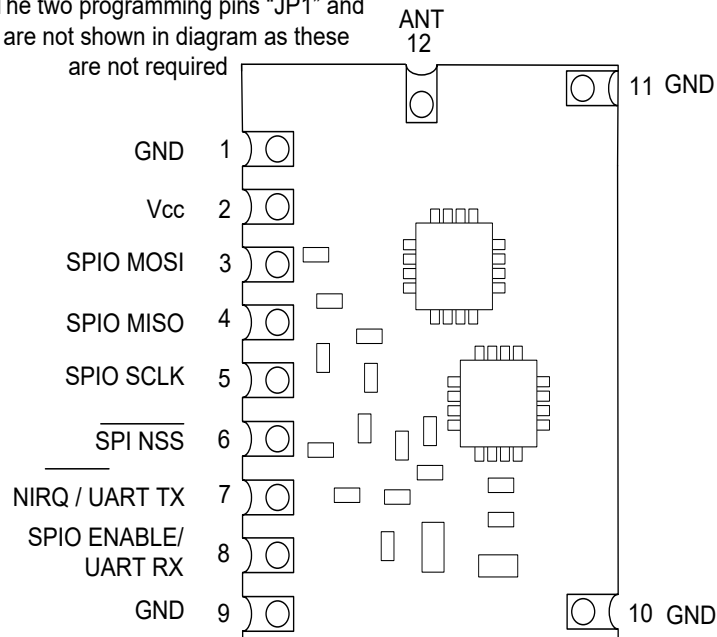 The two programming pins “JP1” and
are not shown in diagram as these
are not required
ANT
12
11 GND
GND 1
Vcc 2
SPIO MOSI 3
SPIO MISO 4
SPIO SCLK 5
SPI NSS 6
NIRQ / UART TX 7
SPIO ENABLE/
UART RX 8
GND 9
10 GND